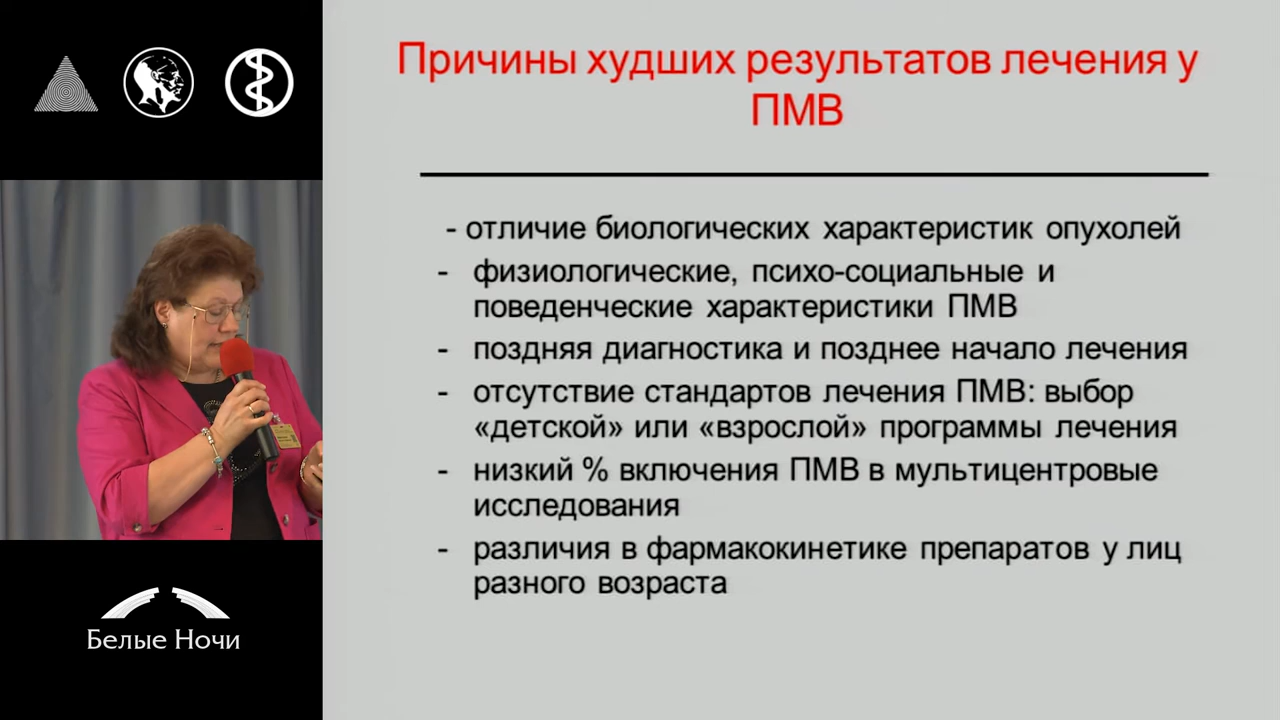 Причины худших результатов лечения у
ПМВ
- отличие биологических характеристик опухолей
- физиологические, психо-социальные и
поведенческие характеристики ПМВ
- поздняя диагностика и позднее начало лечения
- отсутствие стандартов лечения ПМВ: выбор
«детской» или «взрослой» программы лечения
- низкий % включения ПМВ в мультицентровые
исследования
- различия в фармакокинетике препаратов у лиц
разного возраста
Белые Ночи